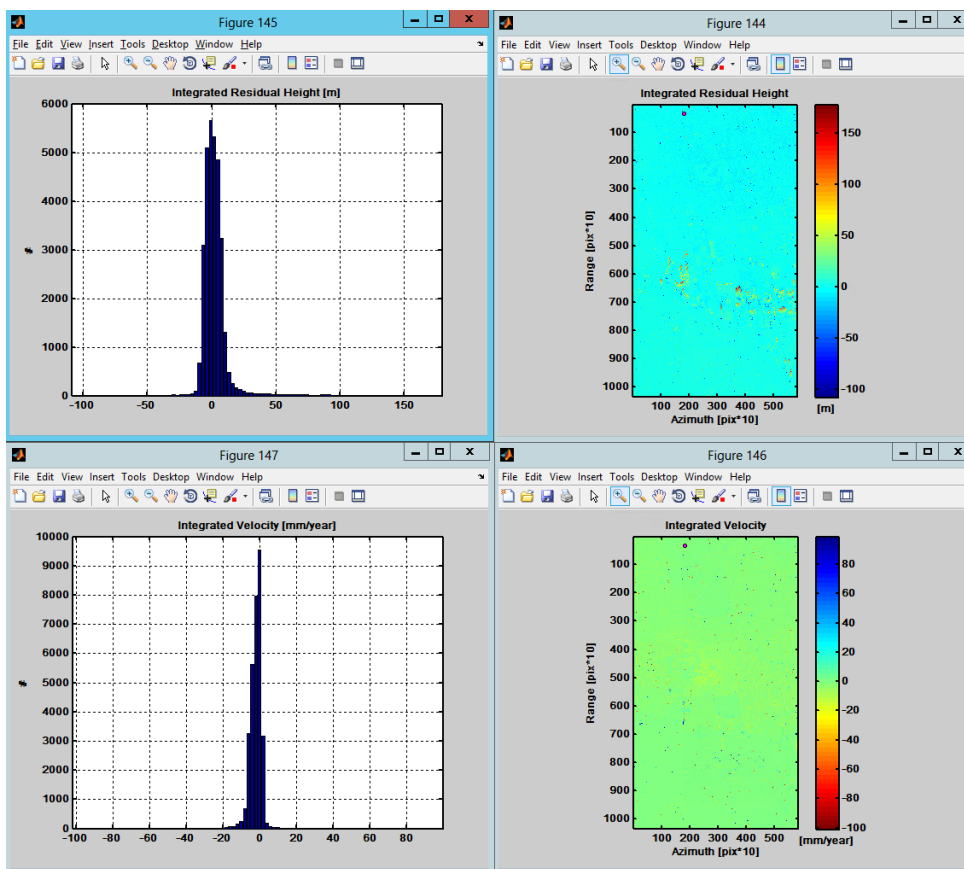 Figure 145
File Edit View Insert Tools Desktop Window Help
Integrated Residual Height [m]
6000
5000
4000
3000
2000
1000
0
#
−100 −50 0 50 100 150
Figure 144
File Edit View Insert Tools Desktop Window Help
Integrated Residual Height
100
200
300
400
500
600
700
800
900
1000
Range [pix*10]
100 200 300 400 500
Azimuth [pix*10]
150
100
50
0
−50
−100
[m]
Figure 147
File Edit View Insert Tools Desktop Window Help
Integrated Velocity [mm/year]
10000
9000
8000
7000
6000
5000
4000
3000
2000
1000
0
#
−100 −80 −60 −40 −20 0 20 40 60 80
Figure 146
File Edit View Insert Tools Desktop Window Help
Integrated Velocity
100
200
300
400
500
600
700
800
900
1000
Range [pix*10]
100 200 300 400 500
Azimuth [pix*10]
80
60
40
20
0
−20
−40
−60
−80
−100
[mm/year]